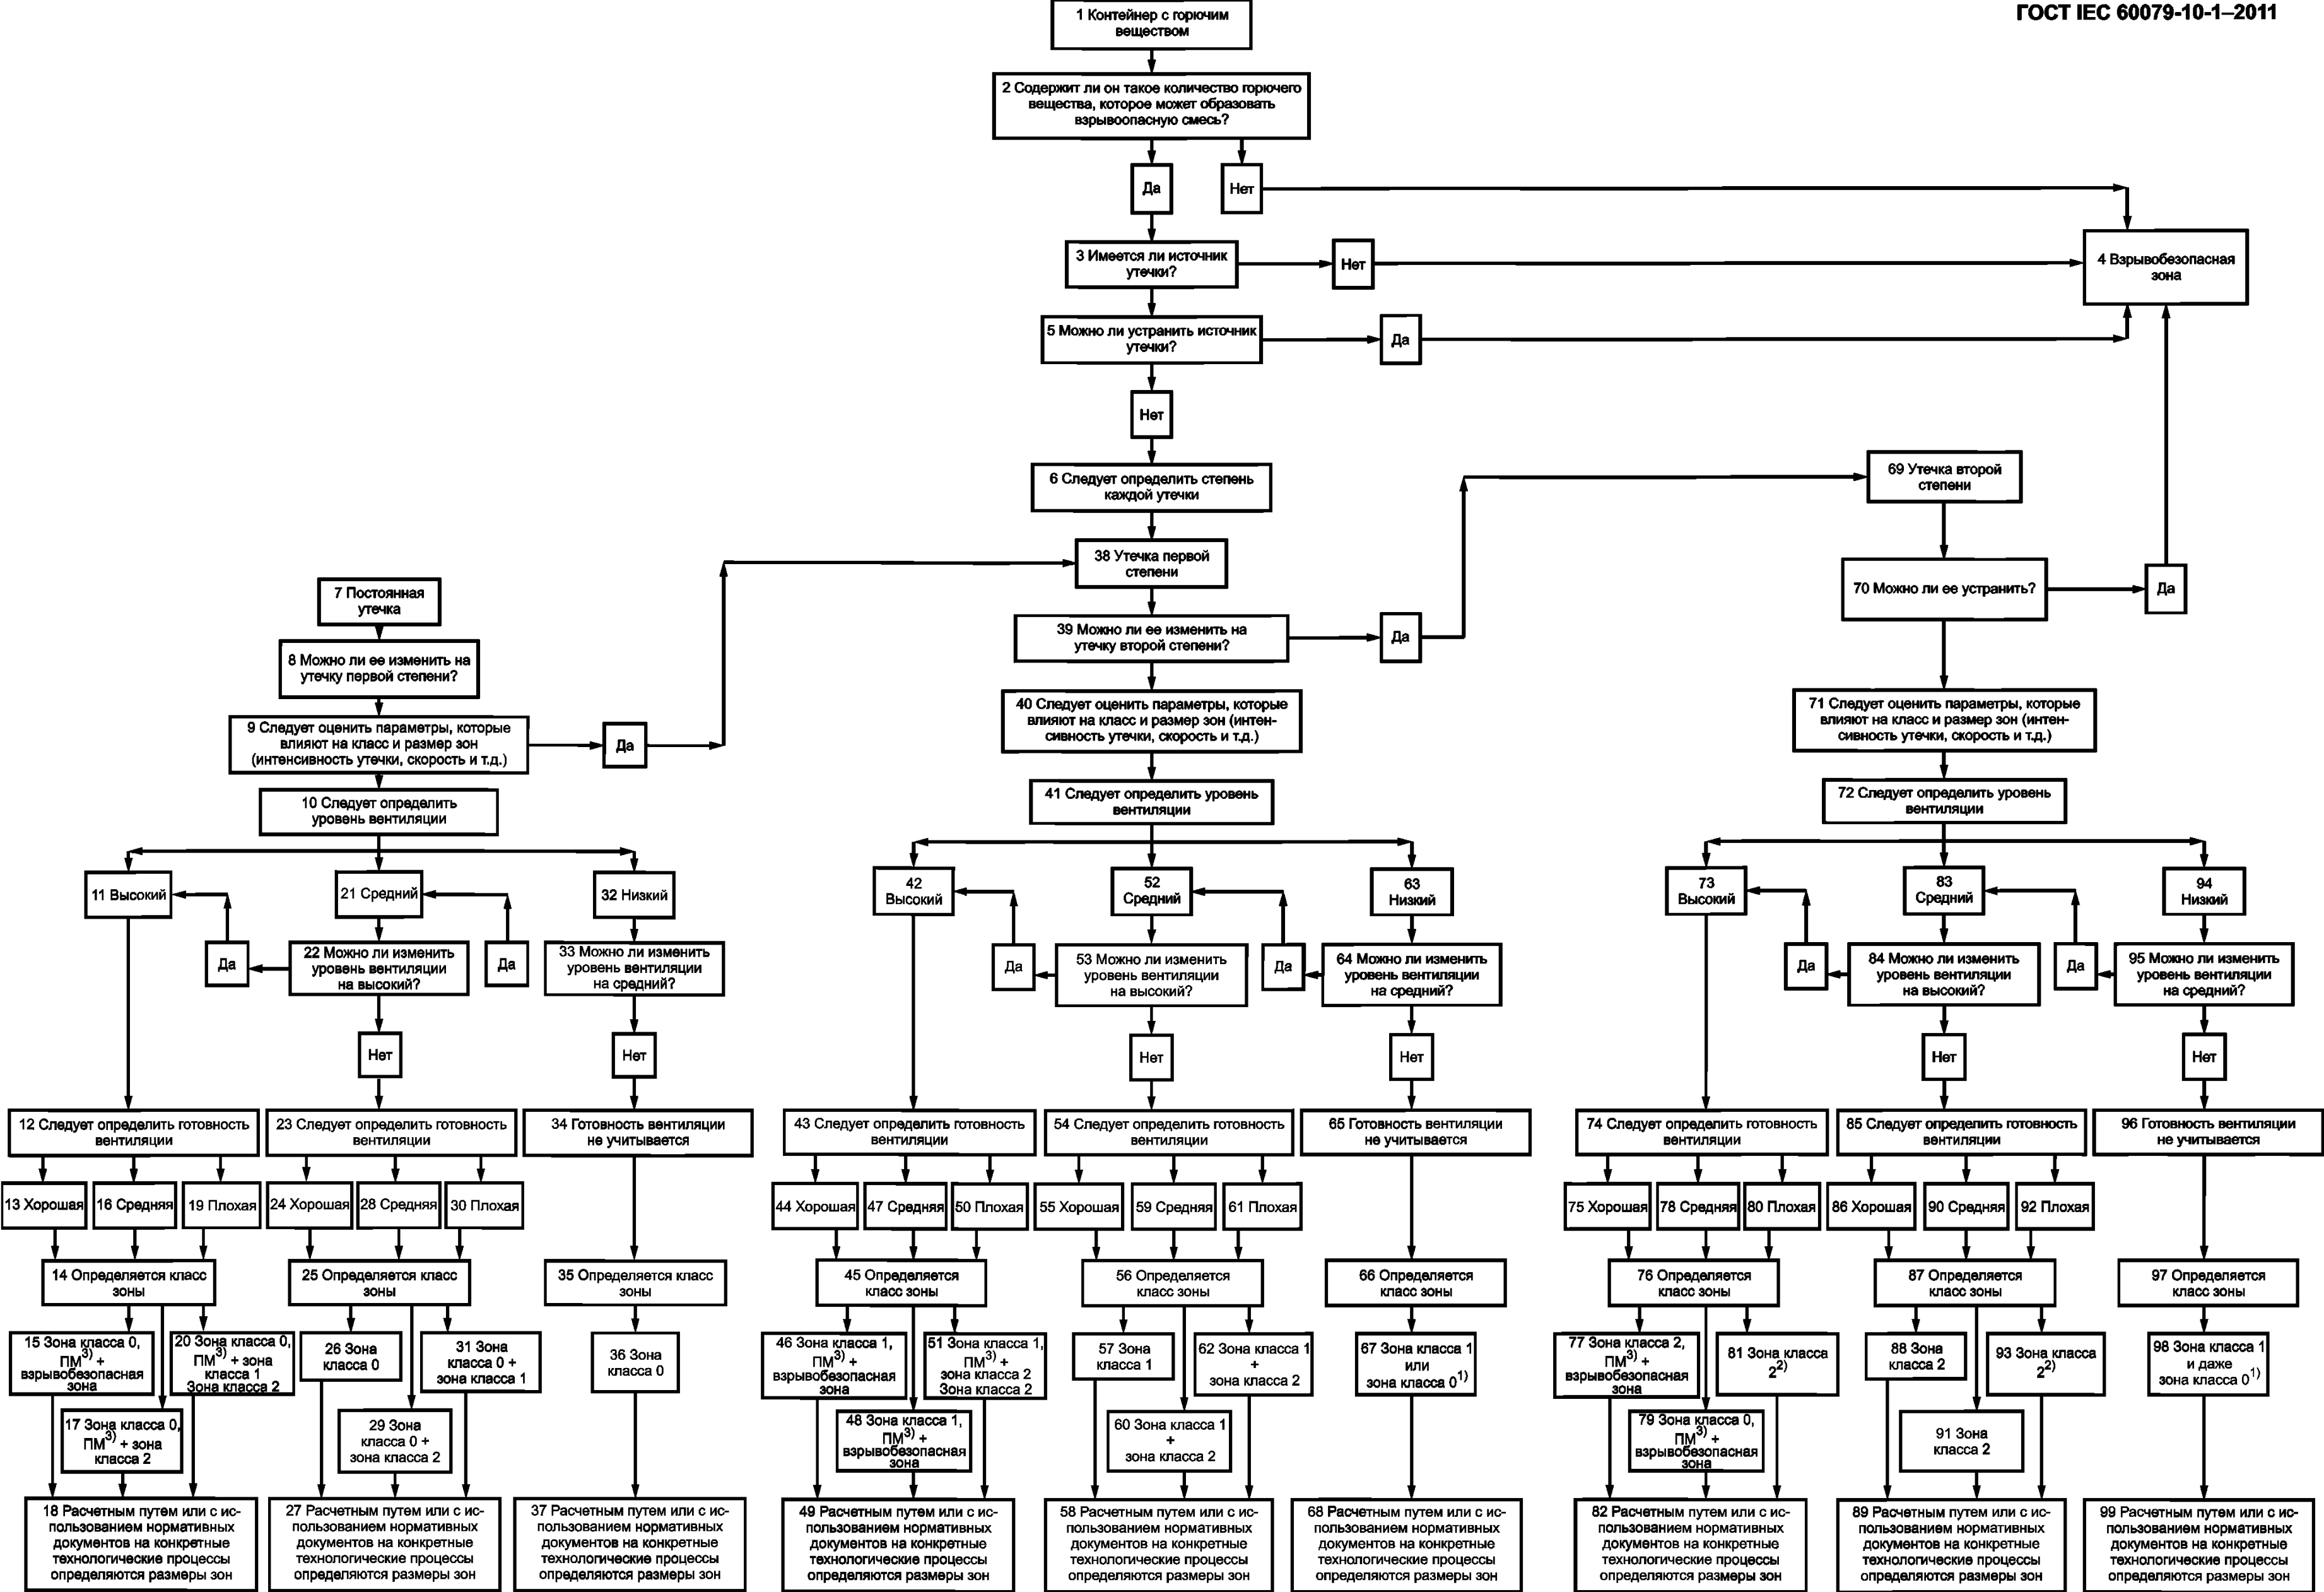 ГОСТ IEC 60079-10-1–2011
1 Контейнер с горючим
веществом
2 Содержит ли он такое количество горючего
вещества, которое может образовать
взрывоопасную смесь?
Да
Нет
3 Имеется ли источник
утечки?
Нет
4 Взрывобезопасная
зона
5 Можно ли устранить источник
утечки?
Да
Нет
6 Следует определить степень
каждой утечки
69 Утечка второй
степени
38 Утечка первой
степени
7 Постоянная
утечка
70 Можно ли ее устранить?
Да
39 Можно ли ее изменить на
утечку второй степени?
Да
8 Можно ли ее изменить на
утечку первой степени?
9 Следует оценить параметры, которые
влияют на класс и размер зон
(интенсивность утечки, скорость и т.д.)
Да
40 Следует оценить параметры, которые
влияют на класс и размер зон (интен-
сивность утечки, скорость и т.д.)
71 Следует оценить параметры, которые
влияют на класс и размер зон (интен-
сивность утечки, скорость и т.д.)
10 Следует определить
уровень вентиляции
41 Следует определить уровень
вентиляции
72 Следует определить уровень
вентиляции
11 Высокий
21 Средний
32 Низкий
42
Высокий
52
Средний
63
Низкий
73
Высокий
83
Средний
94
Низкий
Да
22 Можно ли изменить
уровень вентиляции
на высокий?
Да
33 Можно ли изменить
уровень вентиляции
на средний?
Да
53 Можно ли изменить
уровень вентиляции
на высокий?
Да
64 Можно ли изменить
уровень вентиляции
на средний?
Да
84 Можно ли изменить
уровень вентиляции
на высокий?
Да
95 Можно ли изменить
уровень вентиляции
на средний?
Нет
Нет
Нет
Нет
Нет
Нет
12 Следует определить готовность
вентиляции
23 Следует определить готовность
вентиляции
34 Готовность вентиляции
не учитывается
43 Следует определить готовность
вентиляции
54 Следует определить готовность
вентиляции
65 Готовность вентиляции
не учитывается
74 Следует определить готовность
вентиляции
85 Следует определить готовность
вентиляции
96 Готовность вентиляции
не учитывается
13 Хорошая
16 Средняя
19 Плохая
24 Хорошая
28 Средняя
30 Плохая
44 Хорошая
47 Средняя
50 Плохая
55 Хорошая
59 Средняя
61 Плохая
75 Хорошая
78 Средняя
80 Плохая
86 Хорошая
90 Средняя
92 Плохая
14 Определяется класс
зоны
25 Определяется класс
зоны
35 Определяется класс
зоны
45 Определяется
класс зоны
56 Определяется
класс зоны
66 Определяется
класс зоны
76 Определяется
класс зоны
87 Определяется
класс зоны
97 Определяется
класс зоны
15 Зона класса 0,
ПМ3) +
взрывобезопасная
зона
20 Зона класса 0,
ПМ3) + зона
класса 1
Зона класса 2
26 Зона
класса 0
31 Зона
класса 0 +
зона класса 1
36 Зона
класса 0
46 Зона класса 1,
ПМ3) +
взрывобезопасная
зона
51 Зона класса 1,
ПМ3) +
зона класса 2
Зона класса 2
57 Зона
класса 1
62 Зона класса 1
+
зона класса 2
67 Зона класса 1
или
зона класса 01)
77 Зона класса 2,
ПМ3) +
взрывобезопасная
зона
81 Зона класса
22)
88 Зона
класса 2
93 Зона класса
22)
98 Зона класса 1
и даже
зона класса 01)
17 Зона класса 0,
ПМ3) + зона
класса 2
29 Зона
класса 0 +
зона класса 2
48 Зона класса 1,
ПМ3) +
взрывобезопасная
зона
60 Зона класса 1
+
зона класса 2
79 Зона класса 0,
ПМ3) +
взрывобезопасная
зона
91 Зона
класса 2
18 Расчетным путем или с ис-
пользованием нормативных
документов на конкретные
технологические процессы
определяются размеры зон
27 Расчетным путем или с ис-
пользованием нормативных
документов на конкретные
технологические процессы
определяются размеры зон
37 Расчетным путем или с ис-
пользованием нормативных
документов на конкретные
технологические процессы
определяются размеры зон
49 Расчетным путем или с ис-
пользованием нормативных
документов на конкретные
технологические процессы
определяются размеры зон
58 Расчетным путем или с ис-
пользованием нормативных
документов на конкретные
технологические процессы
определяются размеры зон
68 Расчетным путем или с ис-
пользованием нормативных
документов на конкретные
технологические процессы
определяются размеры зон
82 Расчетным путем или с ис-
пользованием нормативных
документов на конкретные
технологические процессы
определяются размеры зон
89 Расчетным путем или с ис-
пользованием нормативных
документов на конкретные
технологические процессы
определяются размеры зон
99 Расчетным путем или с ис-
пользованием нормативных
документов на конкретные
технологические процессы
определяются размеры зон